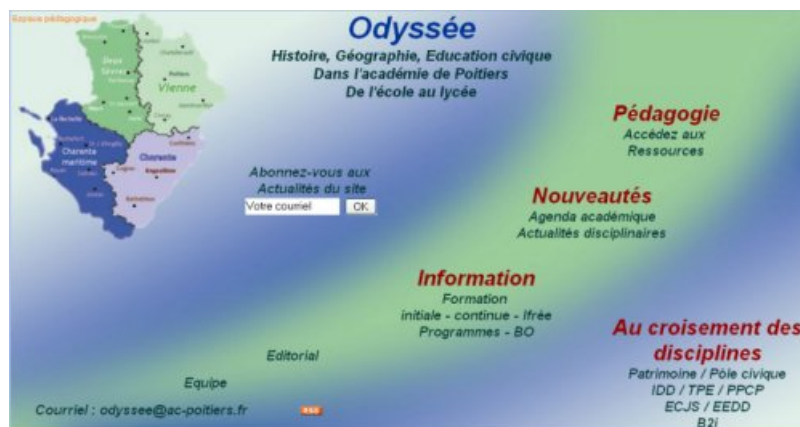 Espace pédagogique
Odyssée
Histoire, Géographie, Education civique
Dans l'académie de Poitiers
De l'école au lycée
Deux
Sèvres
Poitiers
Vienne
La Rochelle
Charente
maritime
Charente
Angoulême
Pédagogie
Accédez aux
Ressources
Abonnez-vous aux
Actualités du site
Votre courriel OK
Nouveautés
Agenda académique
Actualités disciplinaires
Information
Formation
initiale - continue - Ifrée
Programmes - BO
Au croisement des
disciplines
Patrimoine / Pôle civique
IDD / TPE / PPCP
ECJS / EEDD
B2i
Editorial
Equipe
Courriel : odyssee@ac-poitiers.fr
RSS